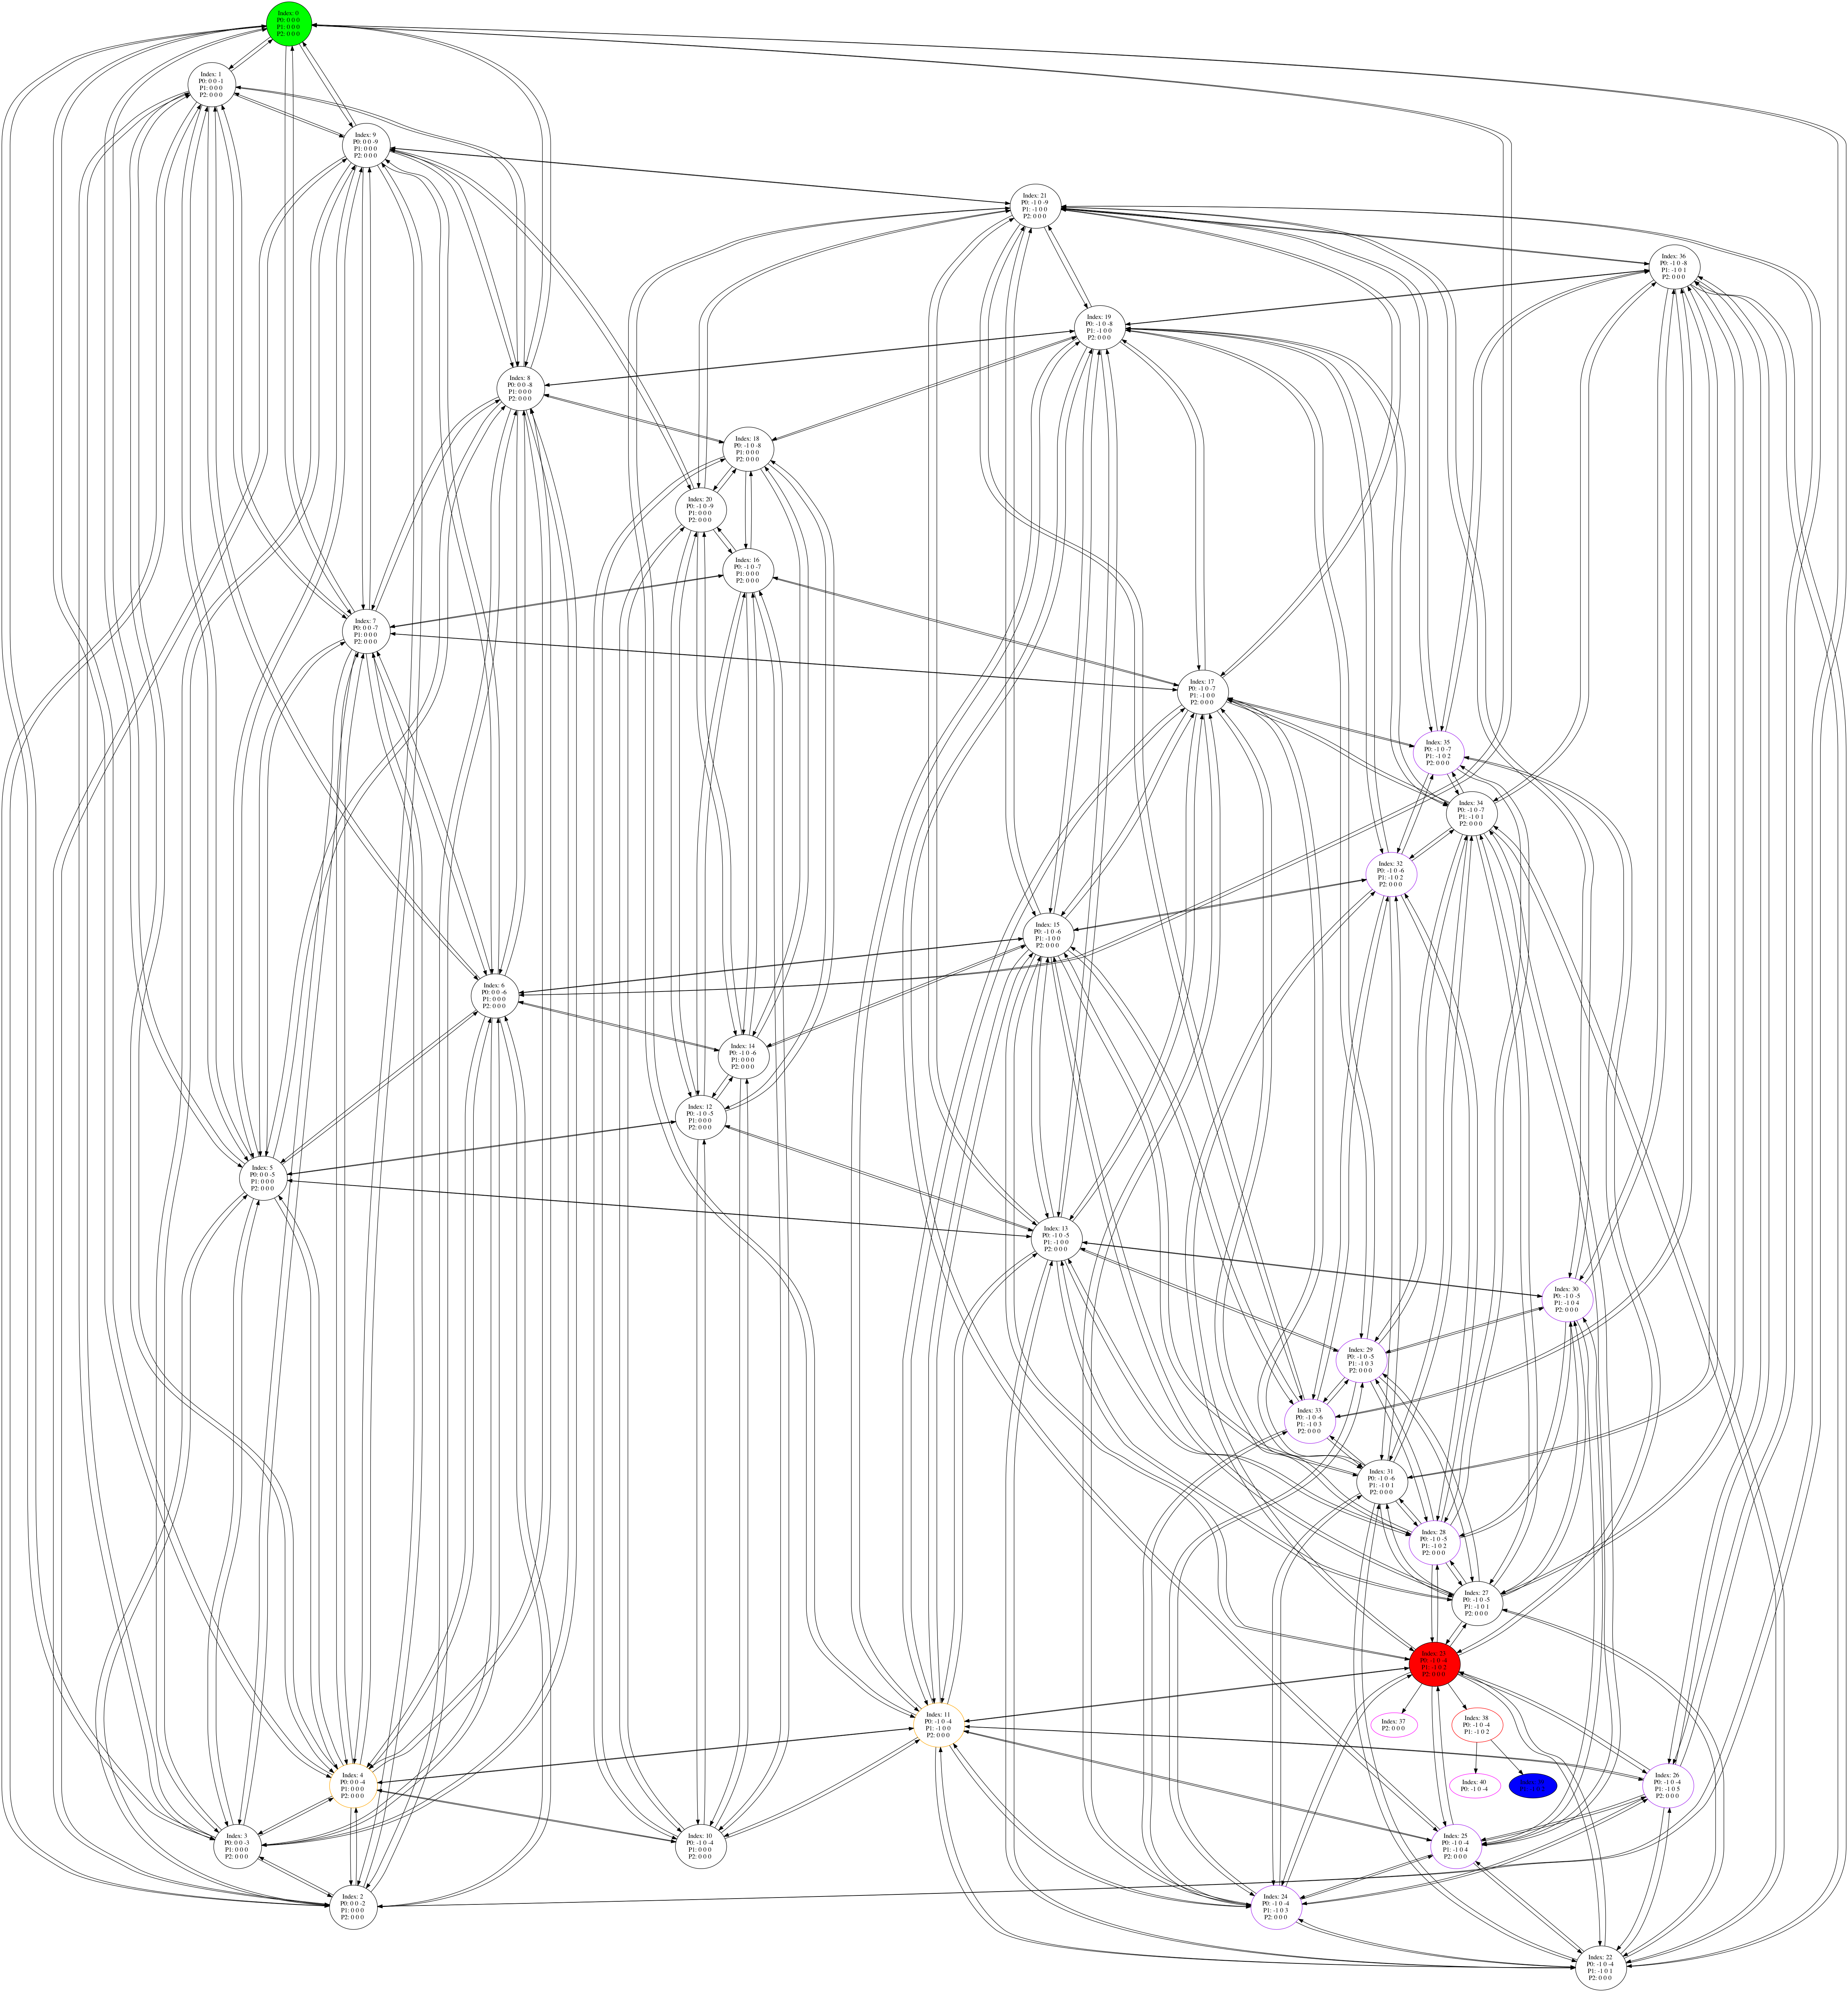 Index: 0
P0: 0 0 0
P1: 0 0 0
P2: 0 0 0
Index: 1
P0: 0 0 -1
P1: 0 0 0
P2: 0 0 0
Index: 9
P0: 0 0 -9
P1: 0 0 0
P2: 0 0 0
Index: 21
P0: -1 0 -9
P1: -1 0 0
P2: 0 0 0
Index: 36
P0: -1 0 -8
P1: -1 0 1
P2: 0 0 0
Index: 19
P0: -1 0 -8
P1: -1 0 0
P2: 0 0 0
Index: 8
P0: 0 0 -8
P1: 0 0 0
P2: 0 0 0
Index: 18
P0: -1 0 -8
P1: 0 0 0
P2: 0 0 0
Index: 20
P0: -1 0 -9
P1: 0 0 0
P2: 0 0 0
Index: 16
P0: -1 0 -7
P1: 0 0 0
P2: 0 0 0
Index: 7
P0: 0 0 -7
P1: 0 0 0
P2: 0 0 0
Index: 17
P0: -1 0 -7
P1: -1 0 0
P2: 0 0 0
Index: 35
P0: -1 0 -7
P1: -1 0 2
P2: 0 0 0
Index: 34
P0: -1 0 -7
P1: -1 0 1
P2: 0 0 0
Index: 32
P0: -1 0 -6
P1: -1 0 2
P2: 0 0 0
Index: 15
P0: -1 0 -6
P1: -1 0 0
P2: 0 0 0
Index: 6
P0: 0 0 -6
P1: 0 0 0
P2: 0 0 0
Index: 14
P0: -1 0 -6
P1: 0 0 0
P2: 0 0 0
Index: 12
P0: -1 0 -5
P1: 0 0 0
P2: 0 0 0
Index: 5
P0: 0 0 -5
P1: 0 0 0
P2: 0 0 0
Index: 13
P0: -1 0 -5
P1: -1 0 0
P2: 0 0 0
Index: 30
P0: -1 0 -5
P1: -1 0 4
P2: 0 0 0
Index: 29
P0: -1 0 -5
P1: -1 0 3
P2: 0 0 0
Index: 33
P0: -1 0 -6
P1: -1 0 3
P2: 0 0 0
Index: 31
P0: -1 0 -6
P1: -1 0 1
P2: 0 0 0
Index: 28
P0: -1 0 -5
P1: -1 0 2
P2: 0 0 0
Index: 27
P0: -1 0 -5
P1: -1 0 1
P2: 0 0 0
Index: 23
P0: -1 0 -4
P1: -1 0 2
P2: 0 0 0
Index: 11
P0: -1 0 -4
P1: -1 0 0
P2: 0 0 0
Index: 37
P2: 0 0 0
Index: 38
P0: -1 0 -4
P1: -1 0 2
Index: 4
P0: 0 0 -4
P1: 0 0 0
P2: 0 0 0
Index: 40
P0: -1 0 -4
Index: 26
P0: -1 0 -4
P1: -1 0 5
P2: 0 0 0
Index: 3
P0: 0 0 -3
P1: 0 0 0
P2: 0 0 0
Index: 10
P0: -1 0 -4
P1: 0 0 0
P2: 0 0 0
Index: 25
P0: -1 0 -4
P1: -1 0 4
P2: 0 0 0
Index: 2
P0: 0 0 -2
P1: 0 0 0
P2: 0 0 0
Index: 24
P0: -1 0 -4
P1: -1 0 3
P2: 0 0 0
Index: 22
P0: -1 0 -4
P1: -1 0 1
P2: 0 0 0